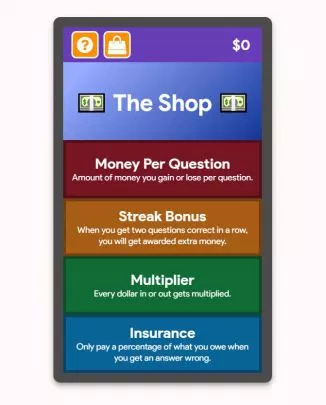 ?
$0
The Shop
Money Per Question
Amount of money you gain or lose per question.
Streak Bonus
When you get two questions correct in a row,
you will get awarded extra money.
Multiplier
Every dollar in or out gets multiplied.
Insurance
Only pay a percentage of what you owe when
you get an answer wrong.